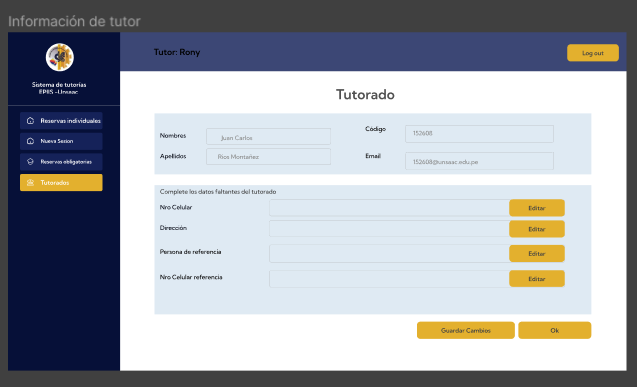 Información de tutor
Tutor: Rony
Log out
Sistema de tutorías
EPIIS -Unsaac
Reservas individuales
Nueva Sesion
Reservas obligatorias
Tutorados
Tutorado
Nombres
Juan Carlos
Código
152608
Apellidos
Rios Montañez
Email
152608@unsaac.edu.pe
Complete los datos faltantes del tutorado
Nro Celular
Editar
Dirección
Editar
Persona de referencia
Editar
Nro Celular referencia
Editar
Guardar Cambios
Ok